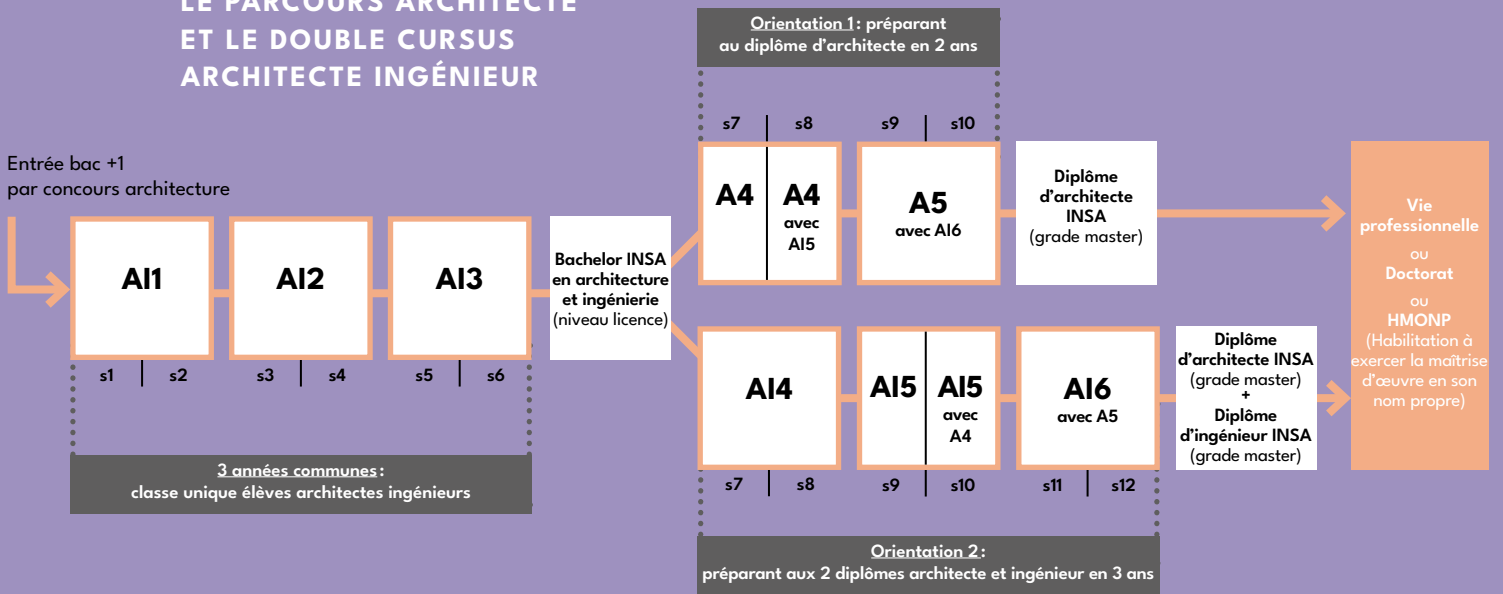 LE PARCOURS ARCHITECTE
ET LE DOUBLE CURSUS
ARCHITECTE INGÉNIEUR
Entrée bac +1
par concours architecture
AI1
AI2
AI3
s1
s2
s3
s4
s5
s6
3 années communes :
classe unique élèves architectes ingénieurs
Bachelor INSA
en architecture
et ingénierie
(niveau licence)
Orientation 1 : préparant
au diplôme d'architecte en 2 ans
s7
s8
s9
s10
A4
A4
avec
AI5
A5
avec AI6
Diplôme
d'architecte
INSA
(grade master)
AI4
AI5
AI5
avec
A4
AI6
avec A5
s7
s8
s9
s10
s11
s12
Diplôme
d'architecte INSA
(grade master)
+
Diplôme
d'ingénieur INSA
(grade master)
Orientation 2 :
préparant aux 2 diplômes architecte et ingénieur en 3 ans
Vie
professionnelle
ou
Doctorat
ou
HMONP
(Habilitation à
exercer la maîtrise
d'œuvre en son
nom propre)